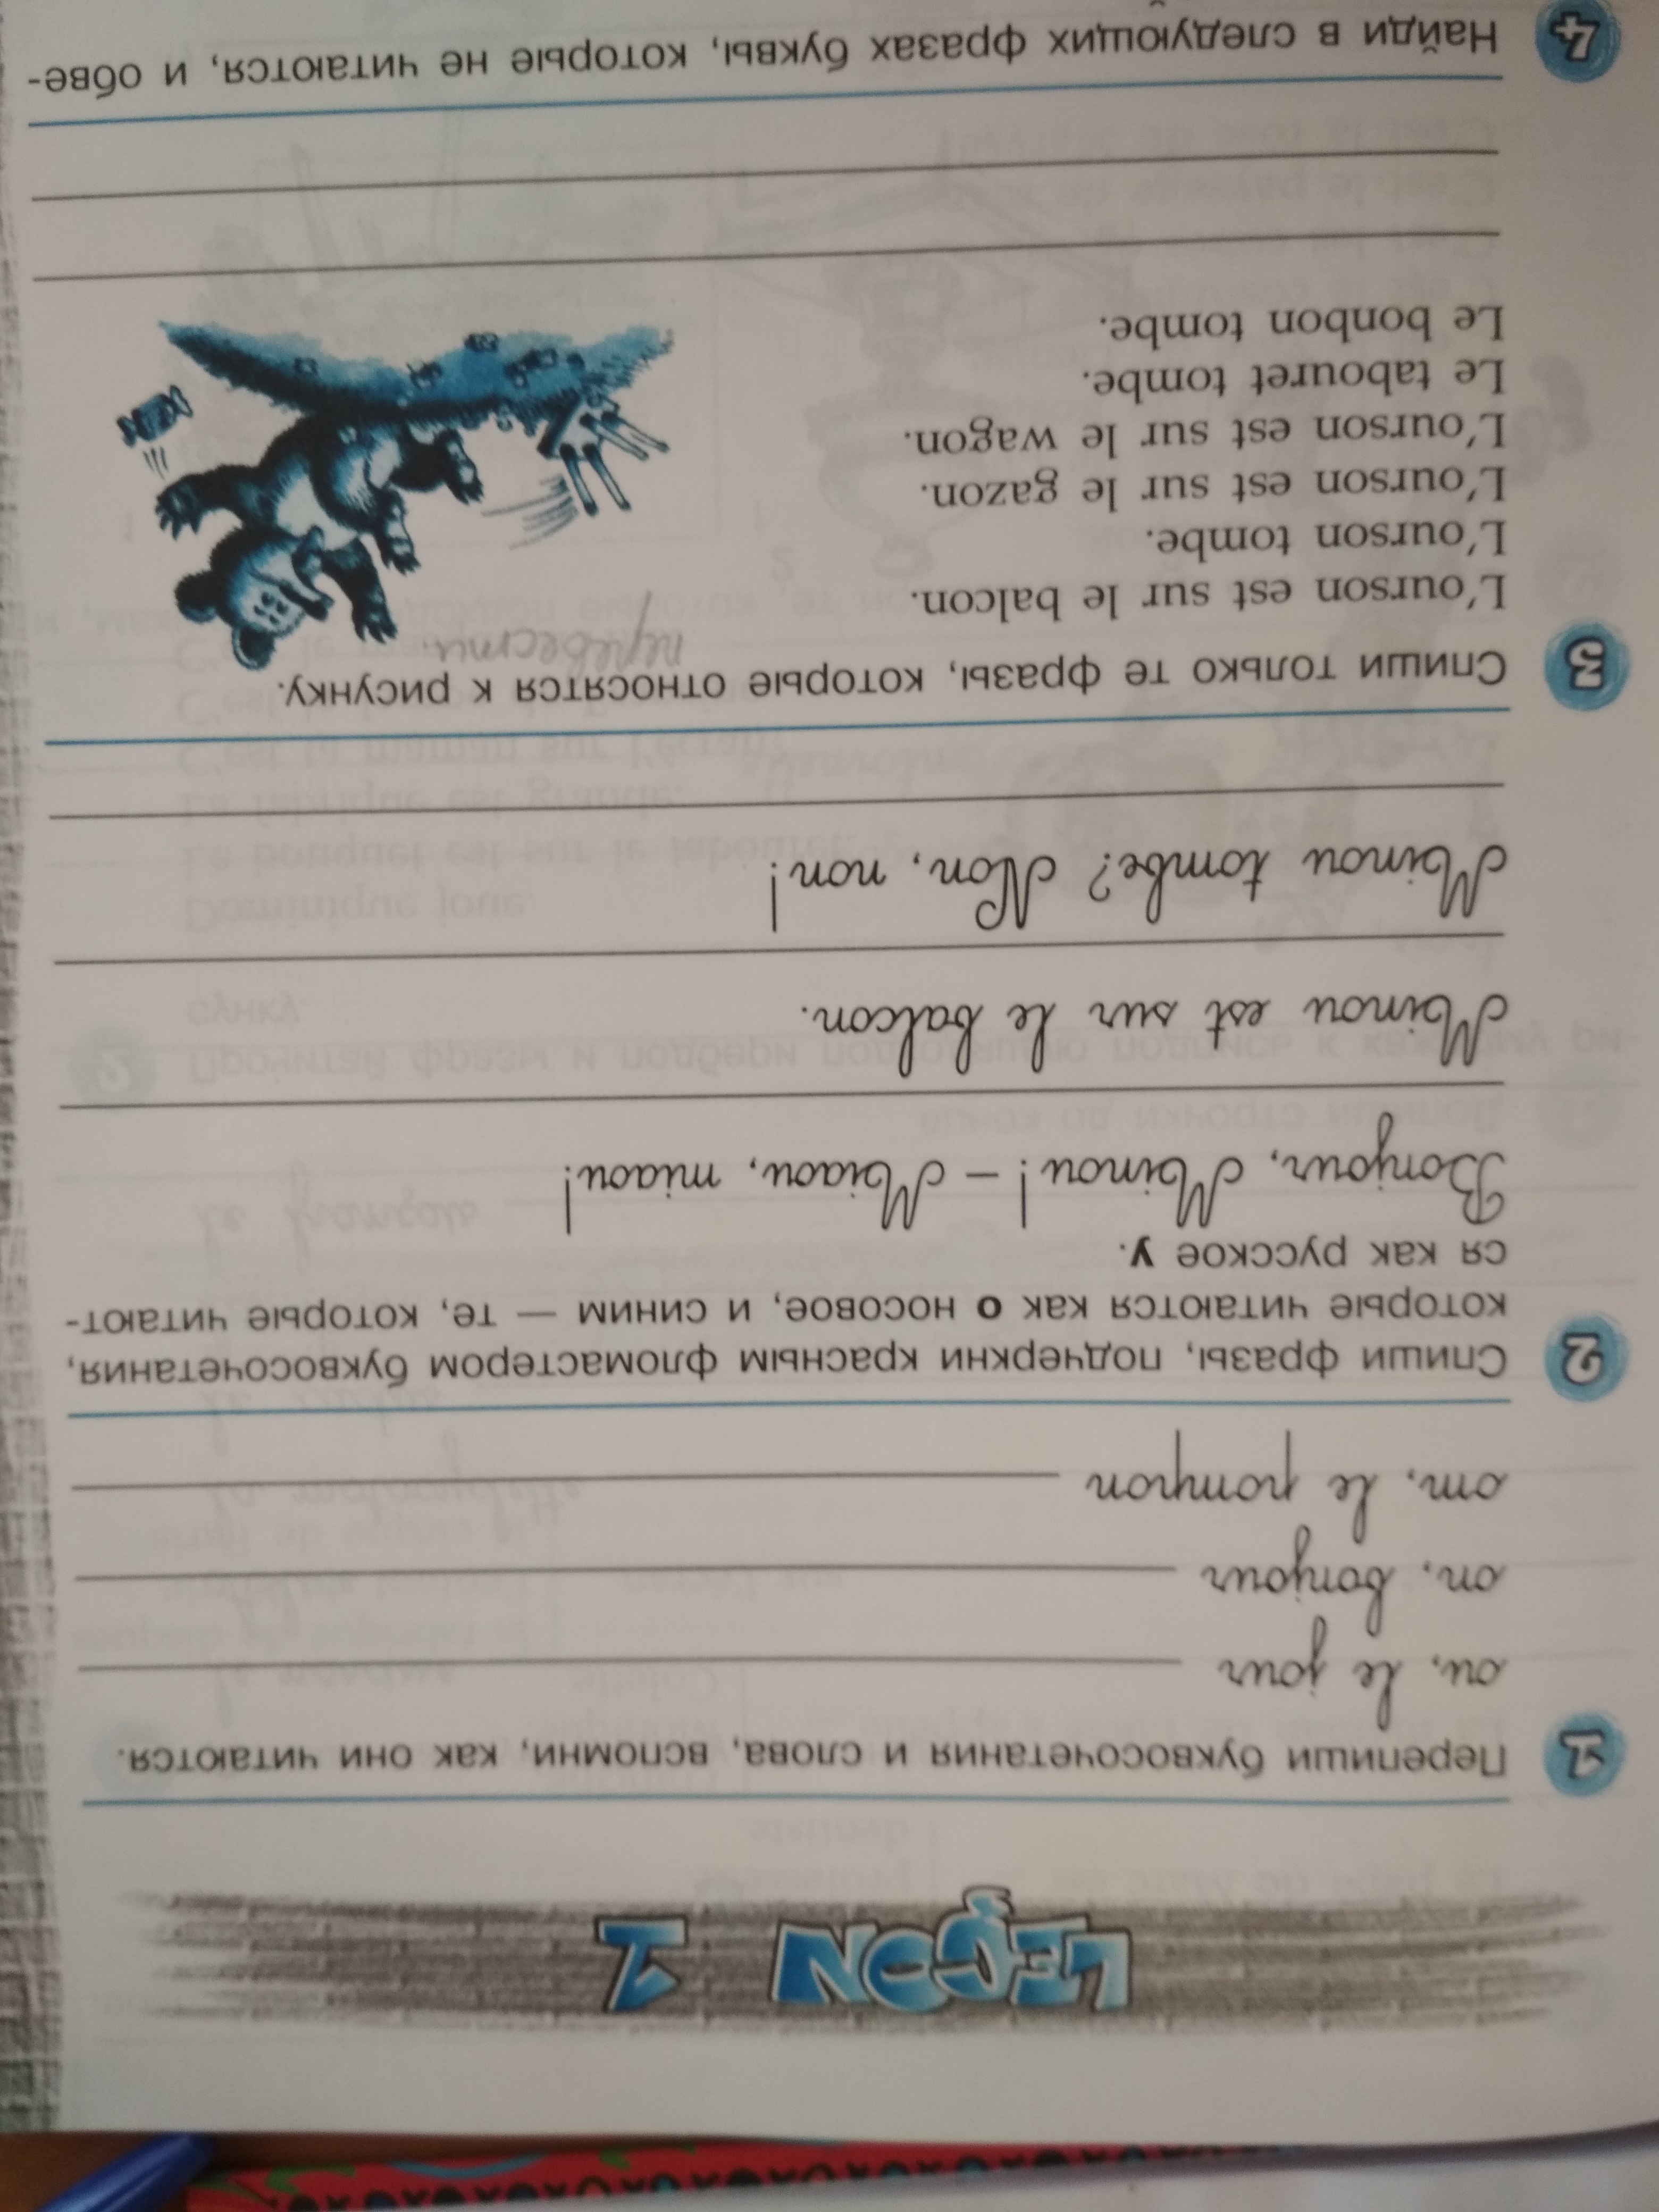 LEÇON 1
1 Перепиши буквосочетания и слова, вспомни, как они читаются.
ou, le jour
on, bonjour
om, le pompon
2 Спиши фразы, подчеркни красным фломастером буквосочетания,
которые читаются как о носовое, и синим — те, которые читают-
ся как русское у.
Bonjour, Minou! – Miaou, miaou!
Minou est sur le balcon.
Minou tombe? Non, non!
3 Спиши только те фразы, которые относятся к рисунку.
перевести.
L'ourson est sur le balcon.
L'ourson tombe.
L'ourson est sur le gazon.
L'ourson est sur le wagon.
Le tabouret tombe.
Le bonbon tombe.
4 Найди в следующих фразах буквы, которые не читаются, и обве-